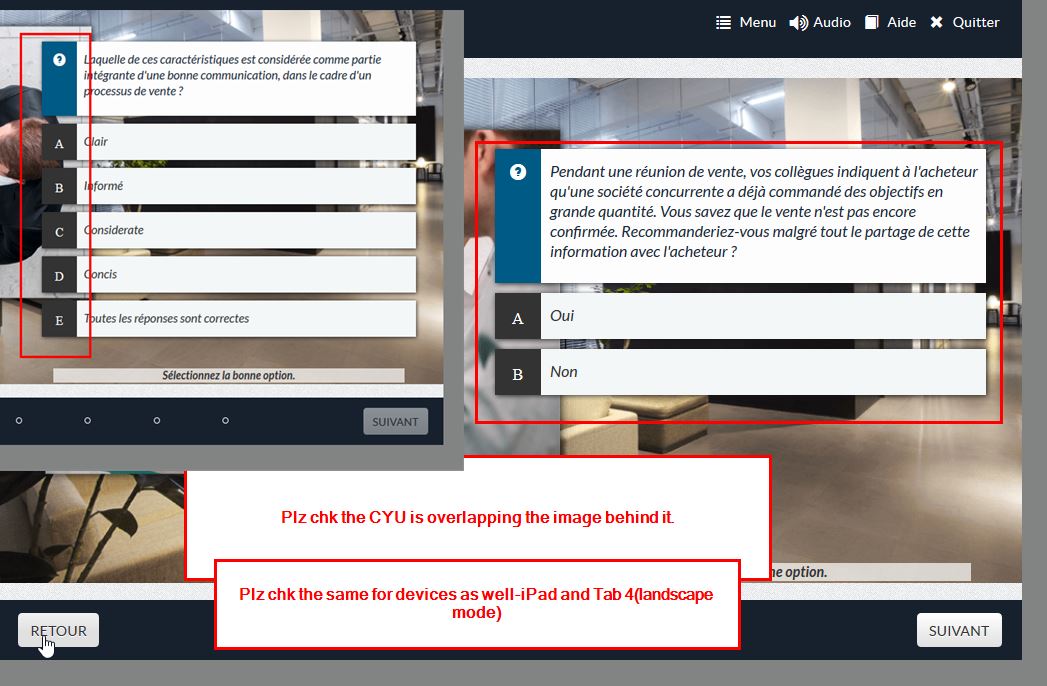 Menu
Audio
Aide
Quitter
Laquelle de ces caractéristiques est considérée comme partie
intégrante d'une bonne communication, dans le cadre d'un
processus de vente ?
A
Clair
B
Informé
C
Considerate
D
Concis
E
Toutes les réponses sont correctes
Sélectionnez la bonne option.
SUIVANT
Pendant une réunion de vente, vos collègues indiquent à l'acheteur
qu'une société concurrente a déjà commandé des objectifs en
grande quantité. Vous savez que le vente n'est pas encore
confirmée. Recommanderiez-vous malgré tout le partage de cette
information avec l'acheteur ?
A
Oui
B
Non
Plz chk the CYU is overlapping the image behind it.
ne option.
Plz chk the same for devices as well-iPad and Tab 4(landscape
mode)
RETOUR
SUIVANT